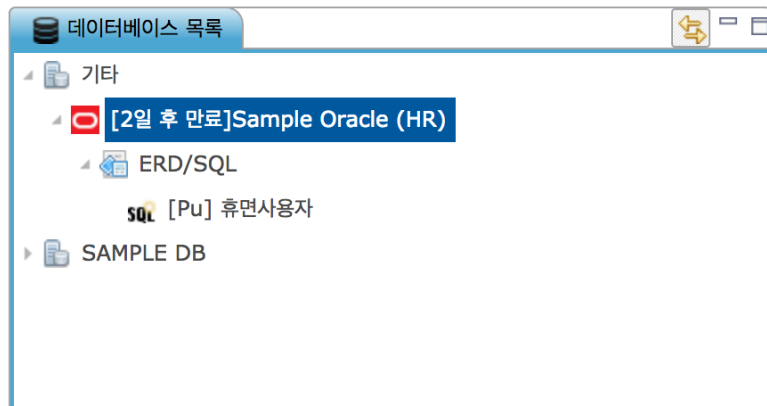 데이터베이스 목록
기타
[2일 후 만료]Sample Oracle (HR)
ERD/SQL
SQL [Pu] 휴면사용자
SAMPLE DB